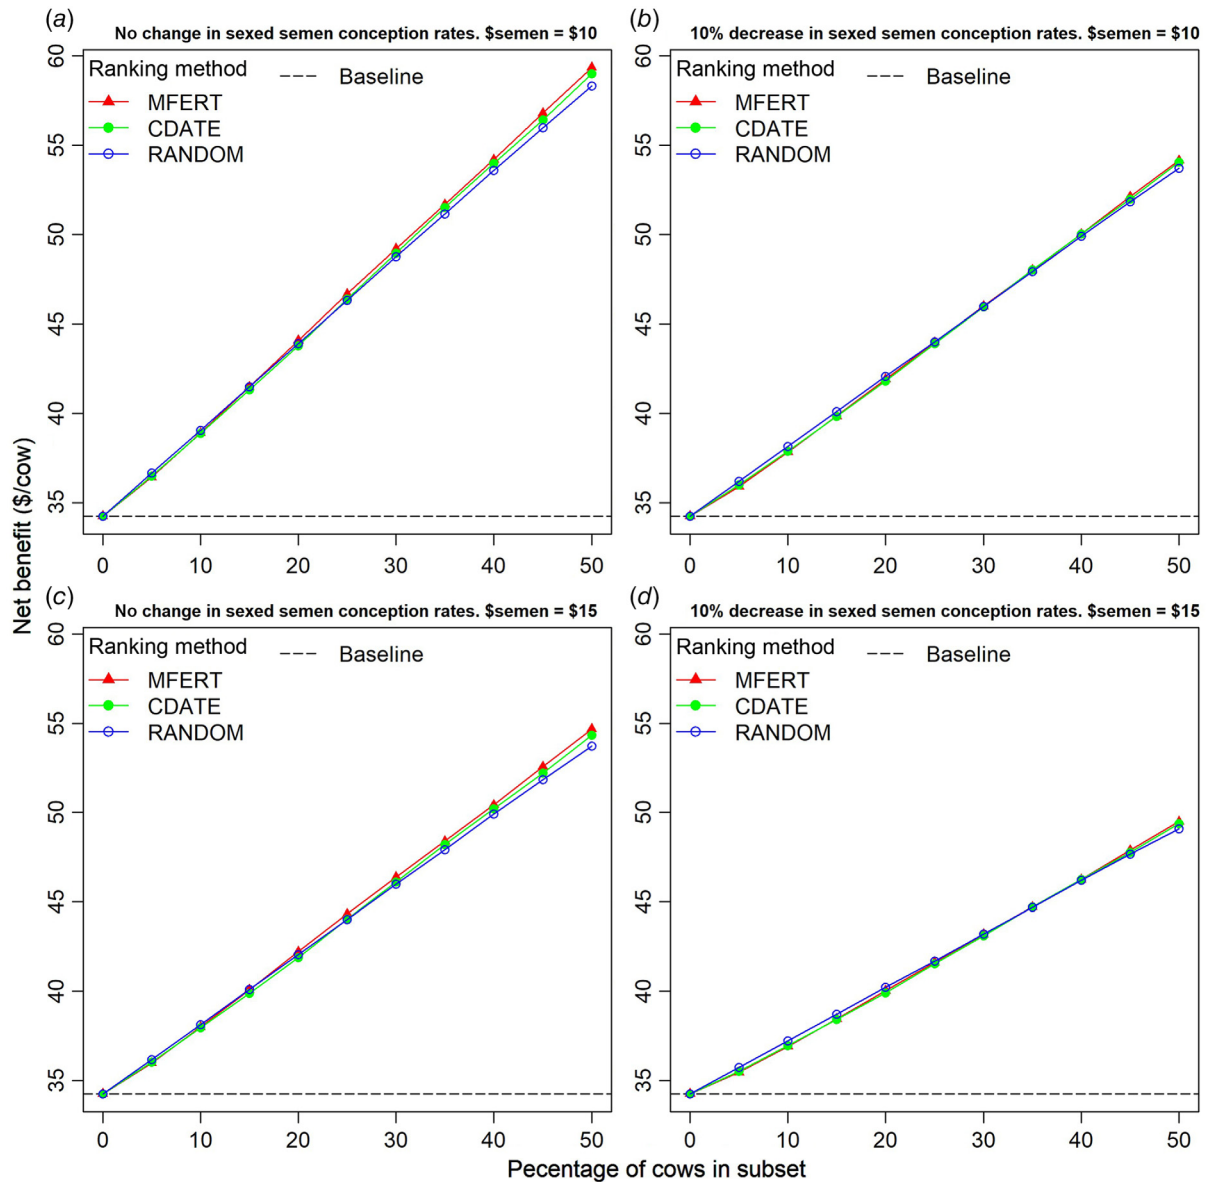 (a)
No change in sexed semen conception rates. $semen = $10
Ranking method
Baseline
MFERT
CDATE
RANDOM
60
55
50
45
40
35
0 10 20 30 40 50
(b)
10% decrease in sexed semen conception rates. $semen = $10
Ranking method
Baseline
MFERT
CDATE
RANDOM
60
55
50
45
40
35
0 10 20 30 40 50
Net benefit ($/cow)
(c)
No change in sexed semen conception rates. $semen = $15
Ranking method
Baseline
MFERT
CDATE
RANDOM
60
55
50
45
40
35
0 10 20 30 40 50
(d)
10% decrease in sexed semen conception rates. $semen = $15
Ranking method
Baseline
MFERT
CDATE
RANDOM
60
55
50
45
40
35
0 10 20 30 40 50
Pecentage of cows in subset